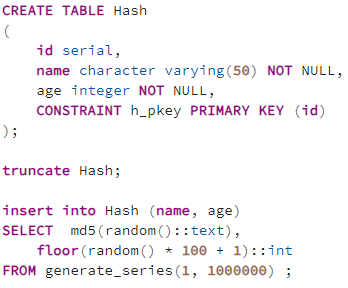 CREATE TABLE Hash
(
    id serial,
    name character varying(50) NOT NULL,
    age integer NOT NULL,
    CONSTRAINT h_pkey PRIMARY KEY (id)
);

truncate Hash;

insert into Hash (name, age)
SELECT  md5(random()::text),
    floor(random() * 100 + 1)::int
FROM generate_series(1, 1000000) ;